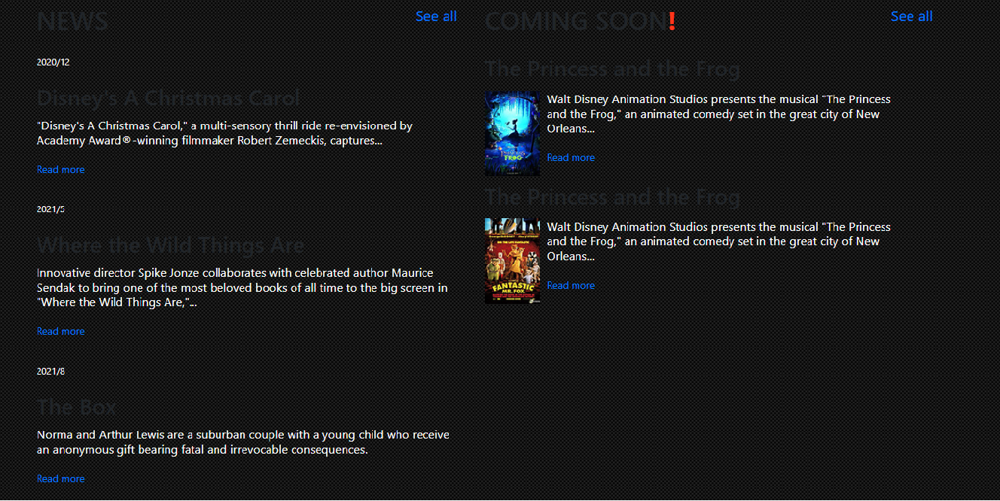 NEWS
See all
2020/12
Disney's A Christmas Carol
"Disney's A Christmas Carol," a multi-sensory thrill ride re-envisioned by
Academy Award®-winning filmmaker Robert Zemeckis, captures...
Read more
2021/5
Where the Wild Things Are
Innovative director Spike Jonze collaborates with celebrated author Maurice
Sendak to bring one of the most beloved books of all time to the big screen in
"Where the Wild Things Are,"...
Read more
2021/8
The Box
Norma and Arthur Lewis are a suburban couple with a young child who receive
an anonymous gift bearing fatal and irrevocable consequences.
Read more
COMING SOON!
See all
The Princess and the Frog
Walt Disney Animation Studios presents the musical "The Princess
and the Frog," an animated comedy set in the great city of New
Orleans...
Read more
The Princess and the Frog
Walt Disney Animation Studios presents the musical "The Princess
and the Frog," an animated comedy set in the great city of New
Orleans...
Read more
FROG
FANTASTIC
MR. FOX